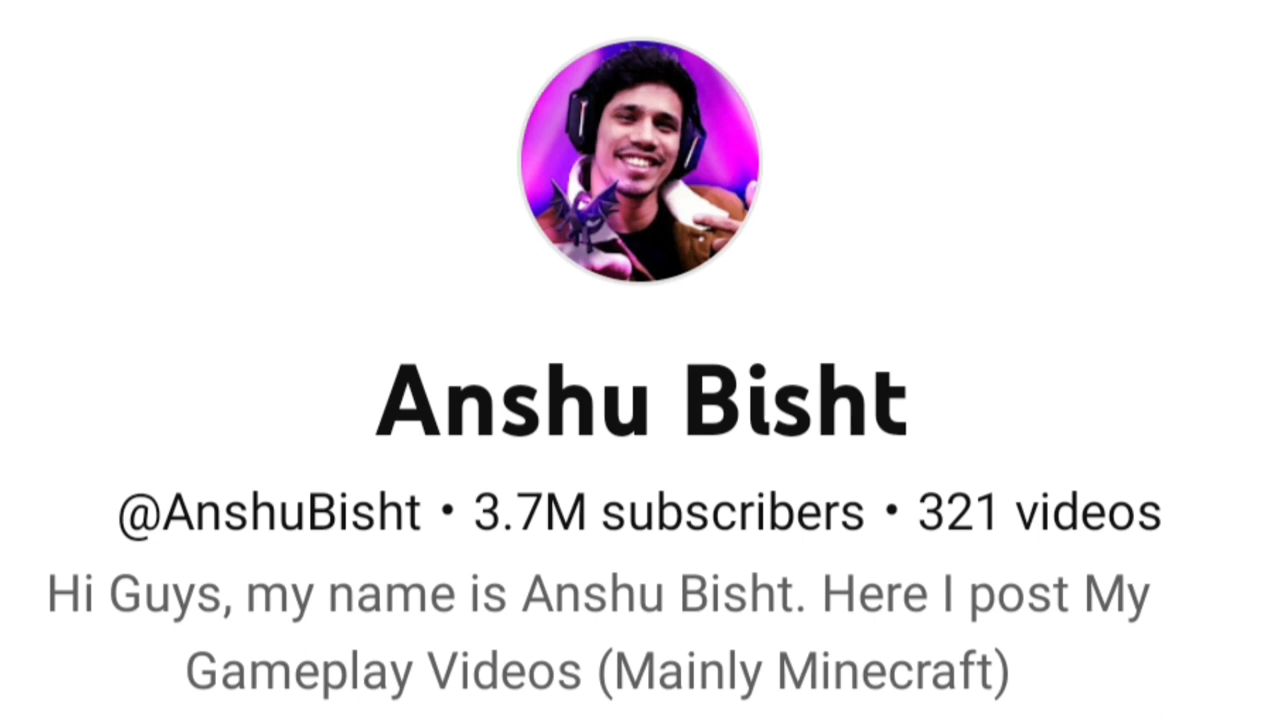 Anshu Bisht
@AnshuBisht • 3.7M subscribers • 321 videos
Hi Guys, my name is Anshu Bisht. Here I post My
Gameplay Videos (Mainly Minecraft)